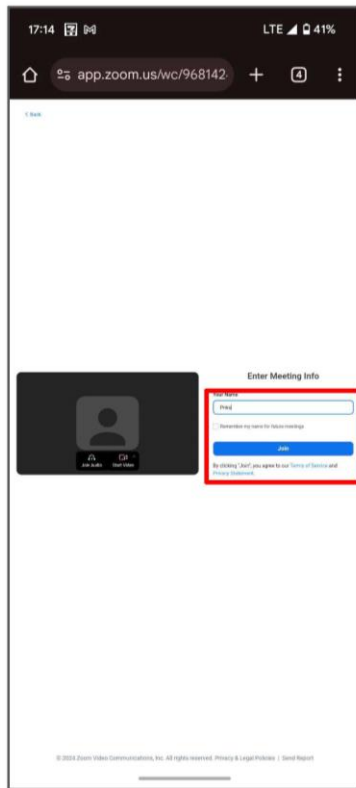 17:14 LTE 41%
app.zoom.us/wc/968142- + 4
< Back
Enter Meeting Info
Your Name
Remember my name for future meetings
Join Audio Start Video
Join
By clicking "Join", you agree to our Terms of Service and
Privacy Statement.
© 2024 Zoom Video Communications, Inc. All rights reserved. Privacy & Legal Policies | Send Report